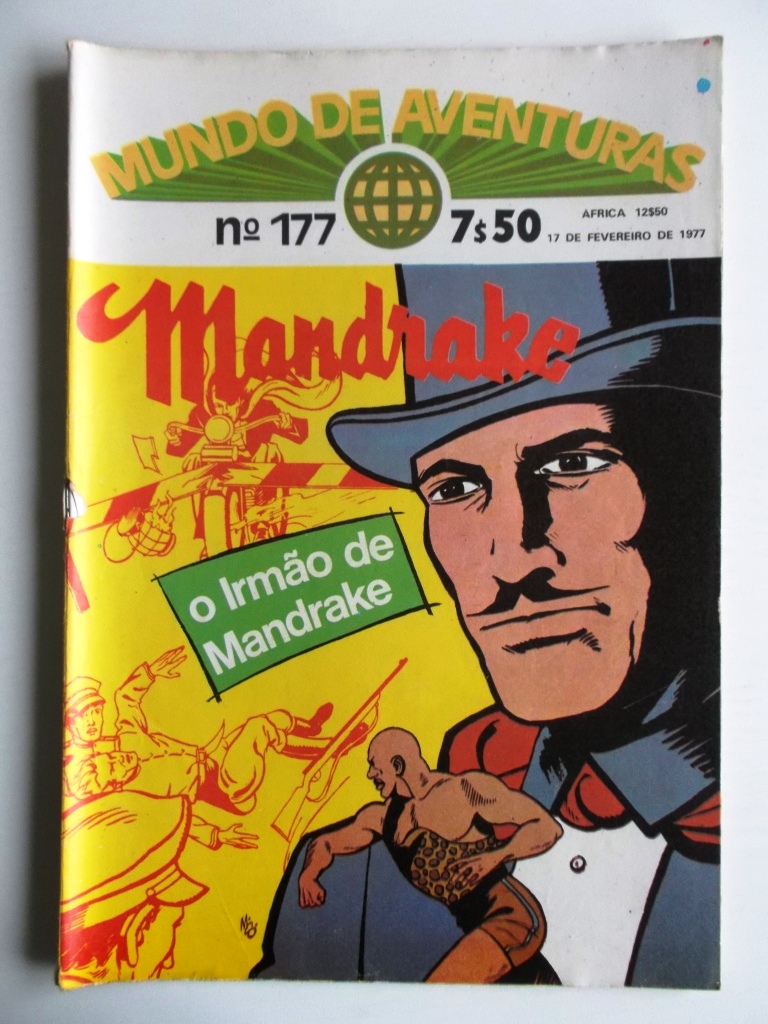 MUNDO DE AVENTURAS
nº 177
7$50
AFRICA 12$50
17 DE FEVEREIRO DE 1977
Mandrake
o Irmão de
Mandrake